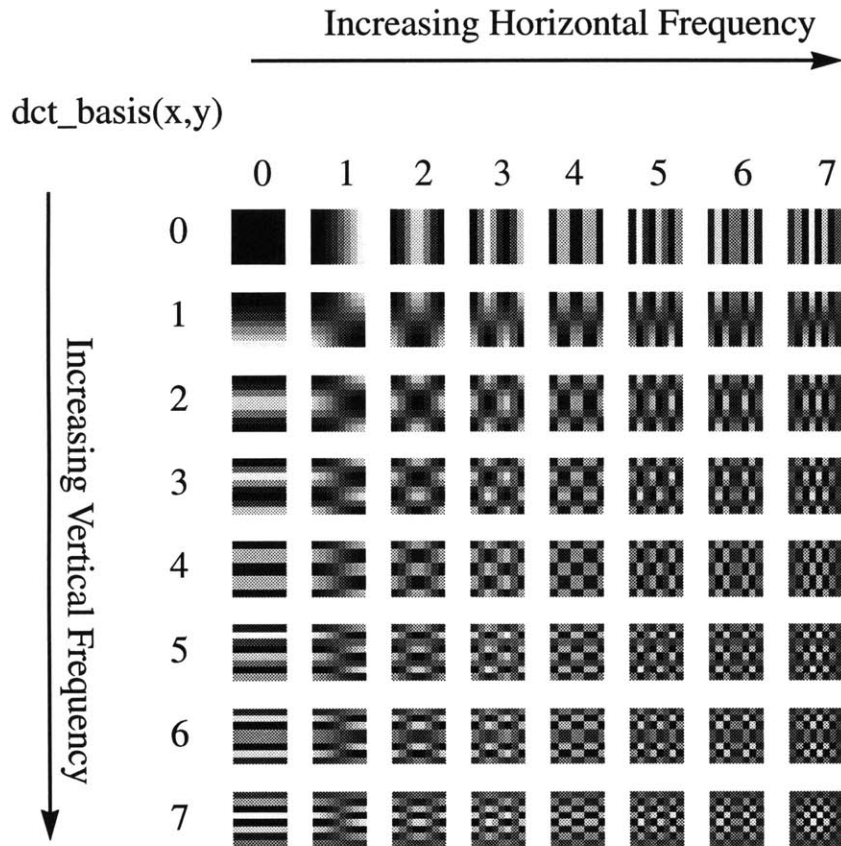 Increasing Horizontal Frequency
dct_basis(x,y)
0 1 2 3 4 5 6 7
0
1
2
3
4
5
6
7
Increasing Vertical Frequency